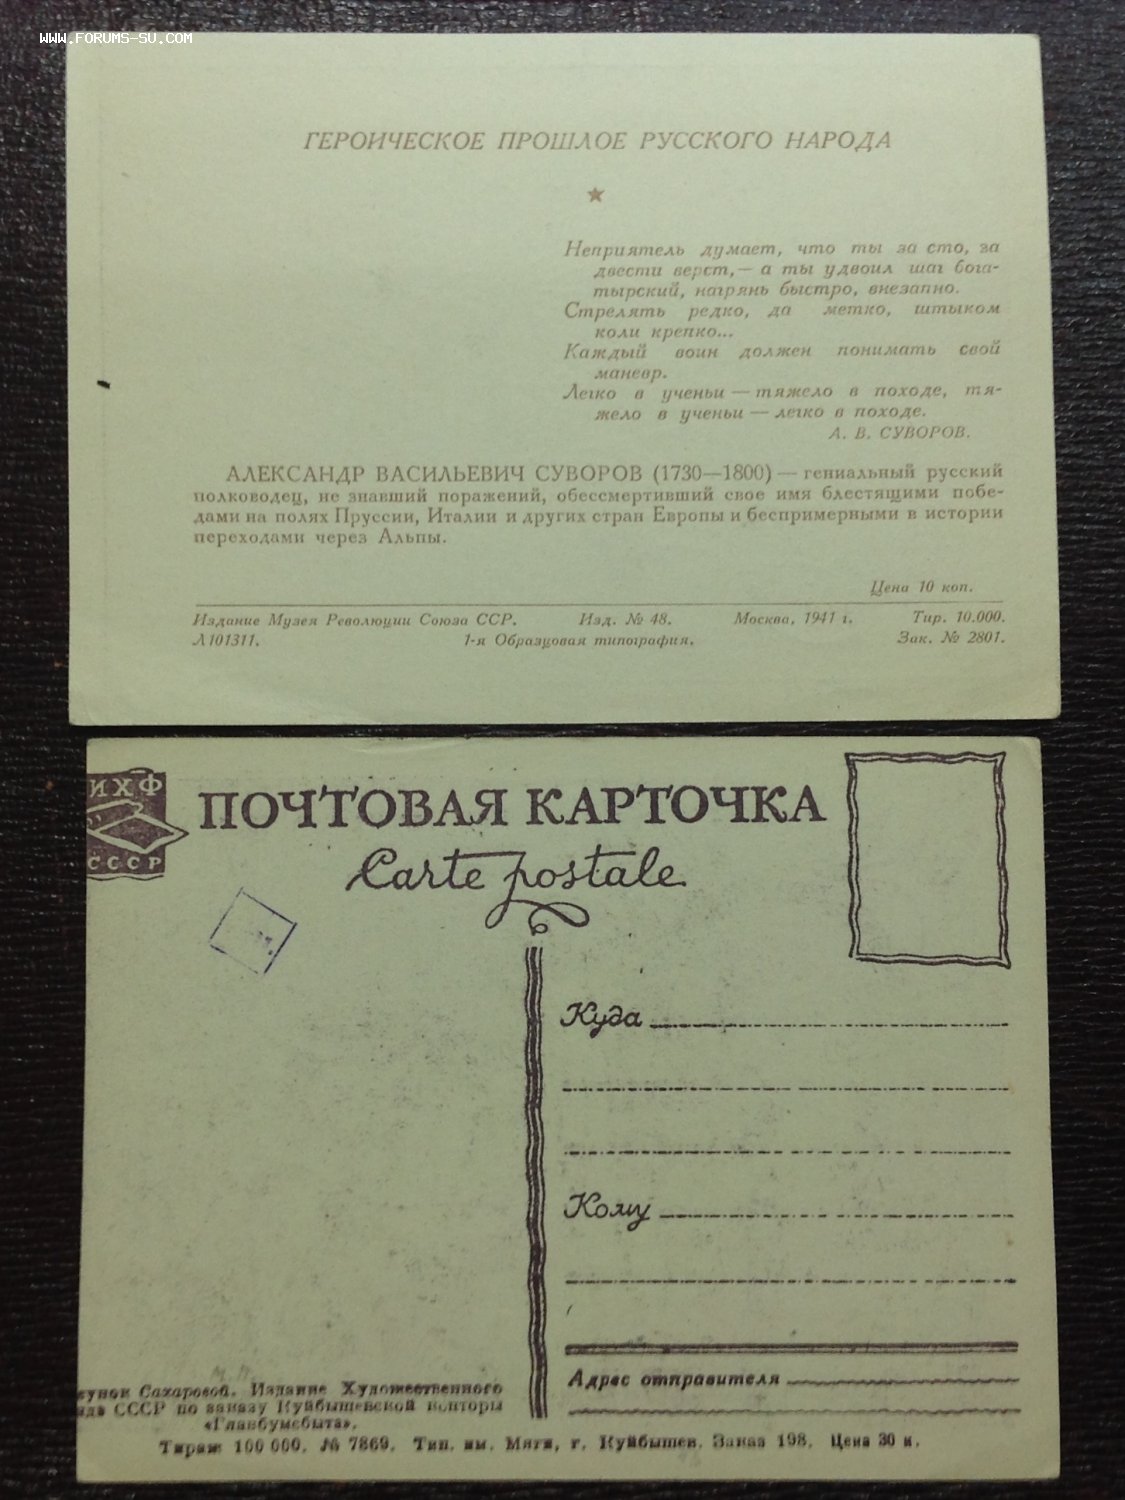 WWW.FORUMS-SU.COM
ГЕРОИЧЕСКОЕ ПРОШЛОЕ РУССКОГО НАРОДА
Неприятель думает, что ты за сто, за
двести верст,— а ты удвоил шаг бога-
тырский, нагрянь быстро, внезапно.
Стрелять редко, да метко, штыком
коли крепко...
Каждый воин должен понимать свой
маневр.
Легко в ученьи — тяжело в походе, тя-
жело в ученьи — легко в походе.
А. В. СУВОРОВ.
АЛЕКСАНДР ВАСИЛЬЕВИЧ СУВОРОВ (1730—1800) — гениальный русский
полководец, не знавший поражений, обессмертивший свое имя блестящими побе-
дами на полях Пруссии, Италии и других стран Европы и беспримерными в истории
переходами через Альпы.
Цена 10 коп.
Издание Музея Революции Союза ССР. Изд. № 48. Москва, 1941 г. Тир. 10.000.
Л101311. 1-я Образцовая типография. Зак. № 2801.
ИХФ
СССР
ПОЧТОВАЯ КАРТОЧКА
Carte postale
Куда
Кому
Адрес отправителя
сунок Сахаровой. Издание Художественного
нда СССР по заказу Куйбышевской конторы
«Главбумсбыта».
Тираж 100 000. № 7869. Тип. им. Мяги, г. Куйбышев. Заказ 198. Цена 30 к.